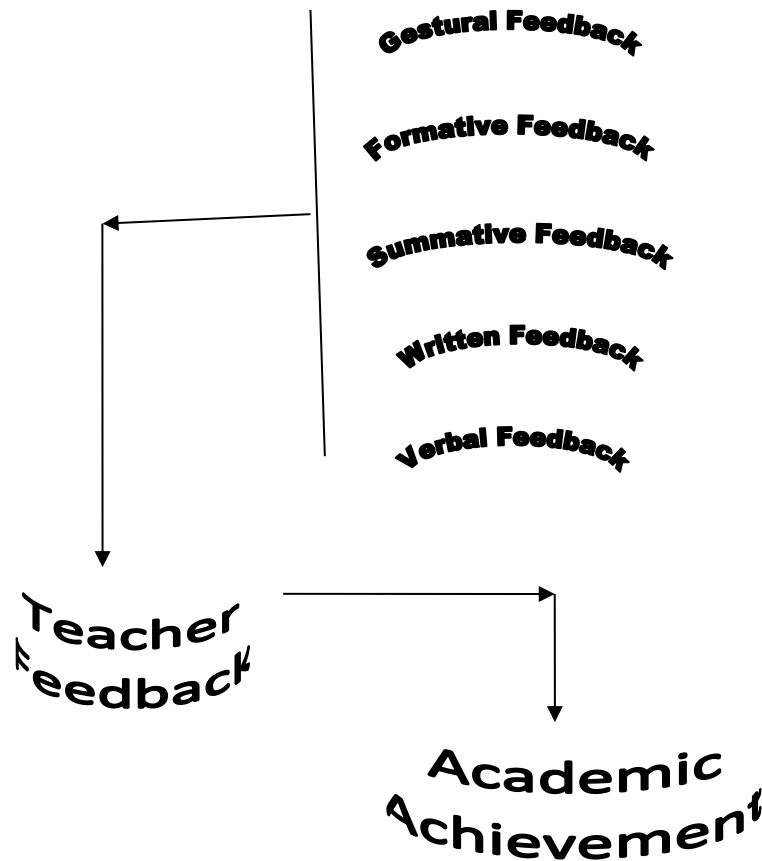 Gestural Feedback
Formative Feedback
Summative Feedback
Written Feedback
Verbal Feedback
Teacher
Feedback
Academic
Achievement